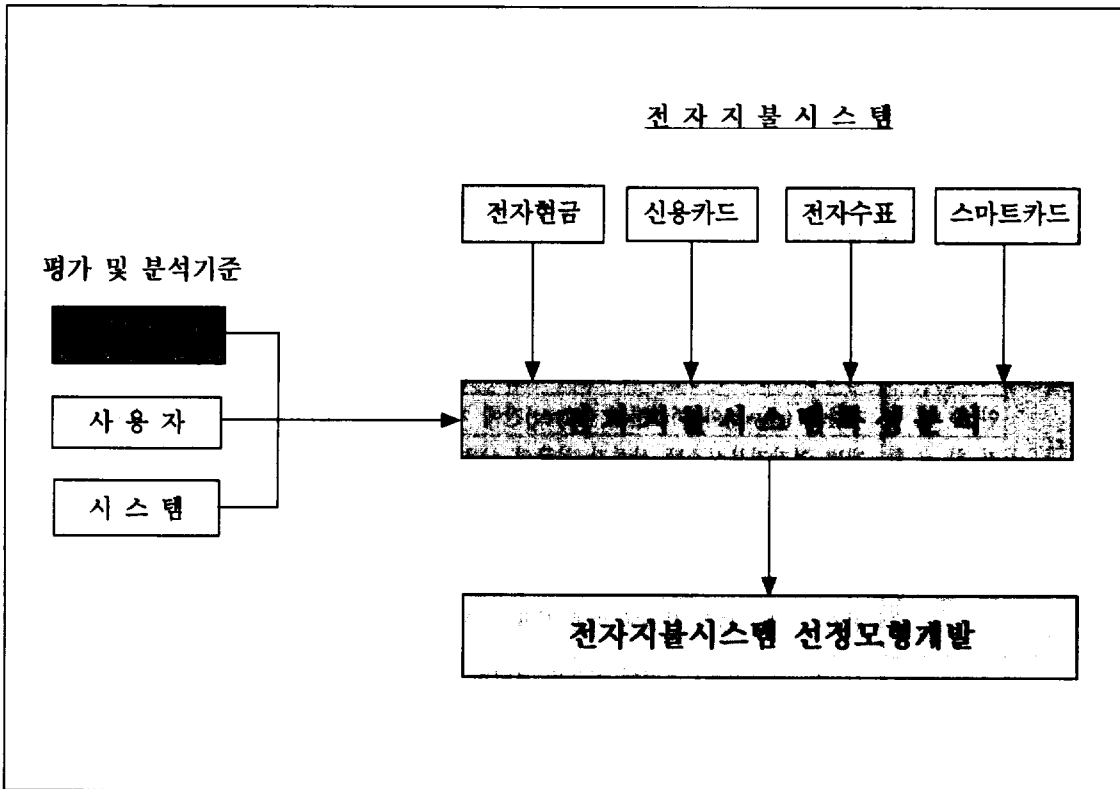 전 자 지 불 시 스 템
전자현금
신용카드
전자수표
스마트카드
평가 및 분석기준
사 용 자
시 스 템
전자지불시스템 선정모형개발